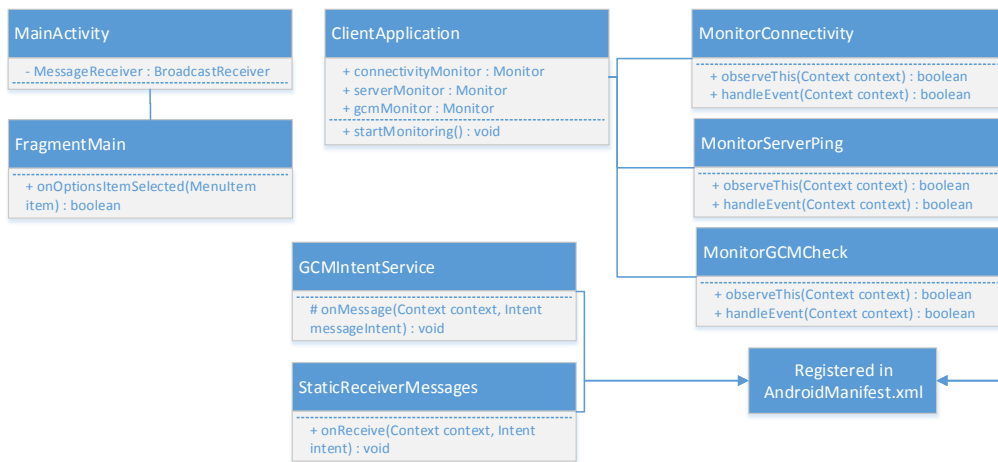 MainActivity
- MessageReceiver : BroadcastReceiver
FragmentMain
+ onOptionsItemSelected(MenuItem
item) : boolean
ClientApplication
+ connectivityMonitor : Monitor
+ serverMonitor : Monitor
+ gcmMonitor : Monitor
+ startMonitoring() : void
MonitorConnectivity
+ observeThis(Context context) : boolean
+ handleEvent(Context context) : boolean
MonitorServerPing
+ observeThis(Context context) : boolean
+ handleEvent(Context context) : boolean
MonitorGCMCheck
+ observeThis(Context context) : boolean
+ handleEvent(Context context) : boolean
GCMIntentService
# onMessage(Context context, Intent
messageIntent) : void
StaticReceiverMessages
+ onReceive(Context context, Intent
intent) : void
Registered in
AndroidManifest.xml